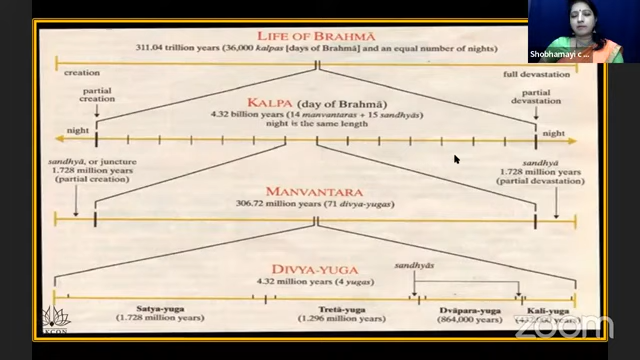 LIFE OF BRAHMĀ
311.04 trillion years (36,000 kalpas [days of Brahmā] and an equal number of nights)
creation
full devastation
partial
creation
KALPA (day of Brahmā)
4.32 billion years (14 manvantaras + 15 sandhyās)
night is the same length
partial
devastation
night
night
sandhyā, or juncture
1.728 million years
(partial creation)
sandhyā
1.728 million years
(partial devastation)
MANVANTARA
306.72 million years (71 divya-yugas)
DIVYA-YUGA
4.32 million years (4 yugas)
sandhyās
Satya-yuga
(1.728 million years)
Tretā-yuga
(1.296 million years)
Dvāpara-yuga
(864,000 years)
Kali-yuga
years)
Shobhamayi c...
zoom